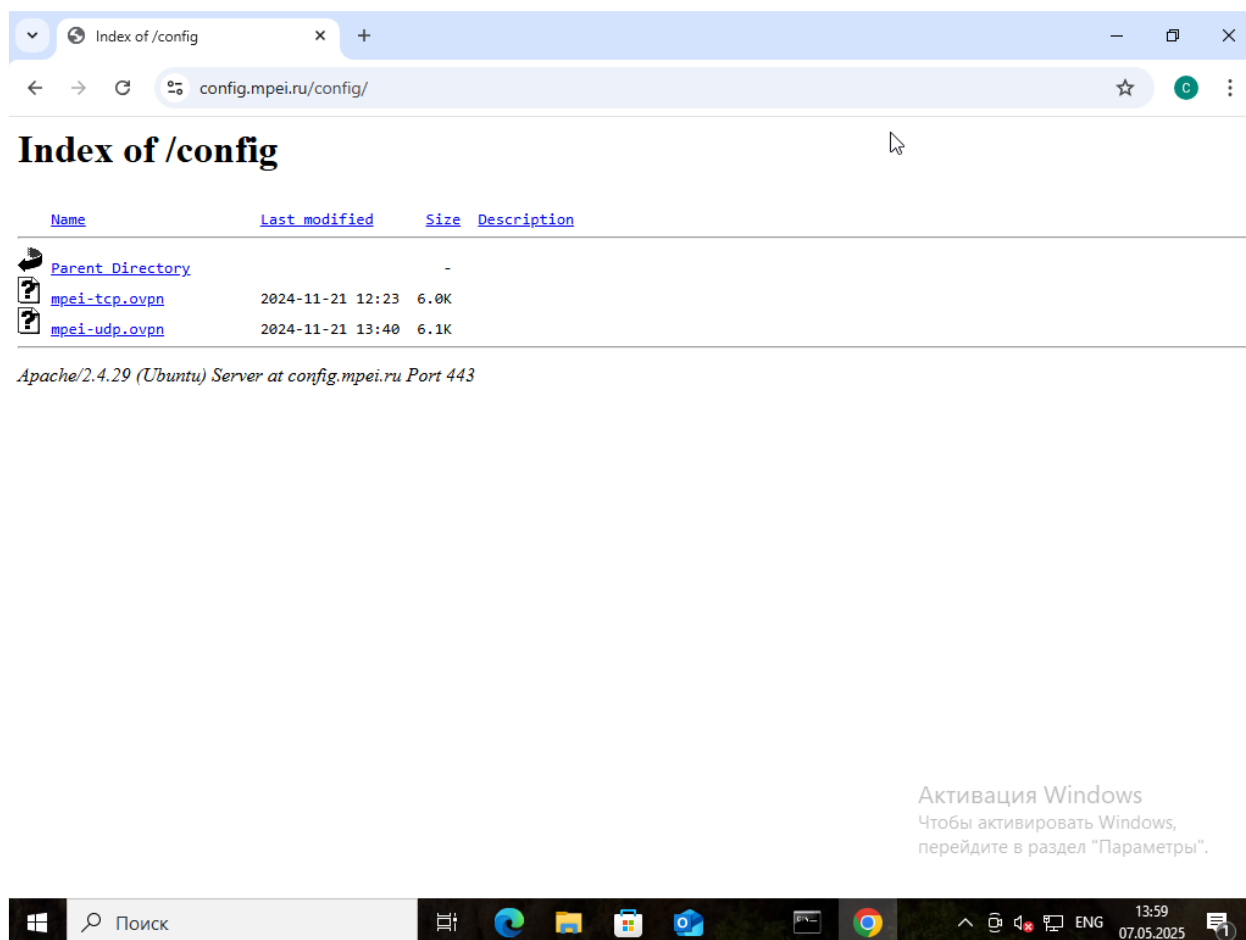 Index of /config
config.mpei.ru/config/
Index of /config
Name Last modified Size Description
Parent Directory -
mpei-tcp.ovpn 2024-11-21 12:23 6.0K
mpei-udp.ovpn 2024-11-21 13:40 6.1K
Apache/2.4.29 (Ubuntu) Server at config.mpei.ru Port 443
Активация Windows
Чтобы активировать Windows,
перейдите в раздел "Параметры".
Поиск
ENG
13:59
07.05.2025
1